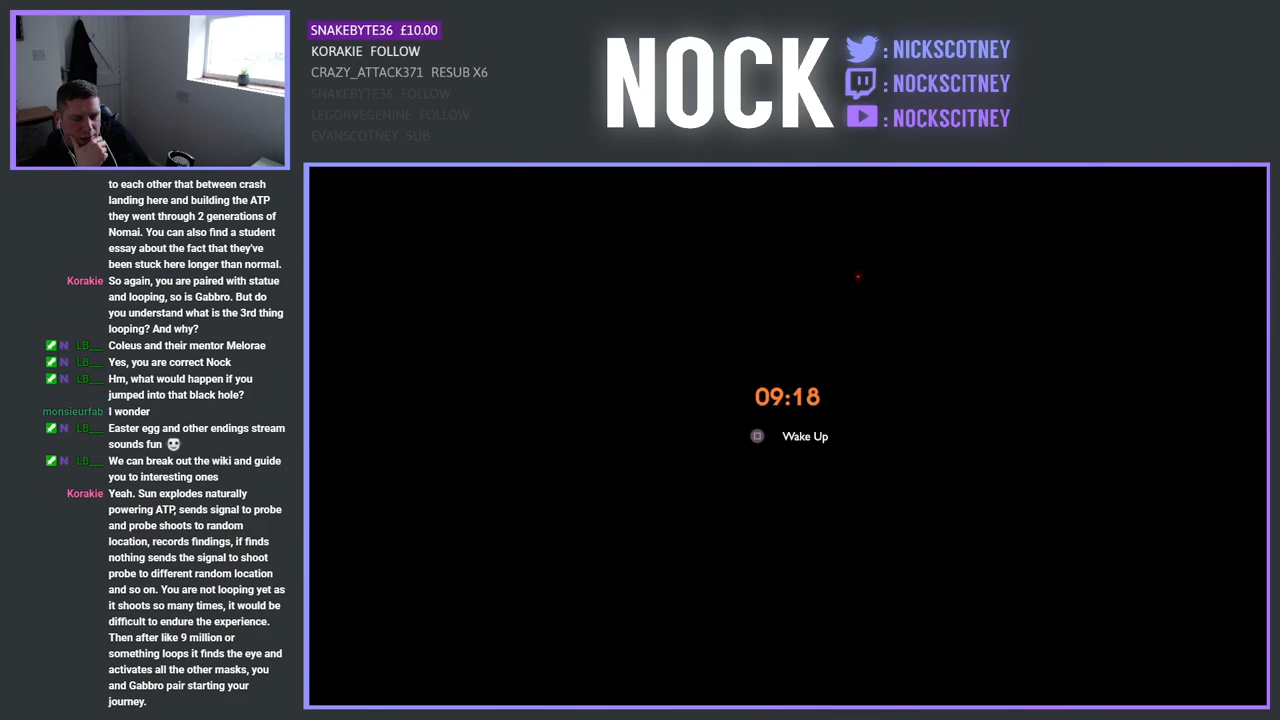 SNAKEBYTE36 £10.00
KORAKIE FOLLOW
CRAZY_ATTACK371 RESUB X6
SNAKEBYTE36 FOLLOW
LEGORVEGENINE FOLLOW
EVANSCOTNEY SUB
NOCK
: NICKSCOTNEY
: NOCKSCITNEY
: NOCKSCITNEY
to each other that between crash
landing here and building the ATP
they went through 2 generations of
Nomai. You can also find a student
essay about the fact that they've
been stuck here longer than normal.
Korakie So again, you are paired with statue
and looping, so is Gabbro. But do
you understand what is the 3rd thing
looping? And why?
N LB__ Coleus and their mentor Melorae
N LB__ Yes, you are correct Nock
N LB__ Hm, what would happen if you
jumped into that black hole?
monsieurfab I wonder
N LB__ Easter egg and other endings stream
sounds fun
N LB__ We can break out the wiki and guide
you to interesting ones
Korakie Yeah. Sun explodes naturally
powering ATP, sends signal to probe
and probe shoots to random
location, records findings, if finds
nothing sends the signal to shoot
probe to different random location
and so on. You are not looping yet as
it shoots so many times, it would be
difficult to endure the experience.
Then after like 9 million or
something loops it finds the eye and
activates all the other masks, you
and Gabbro pair starting your
journey.
09:18
Wake Up